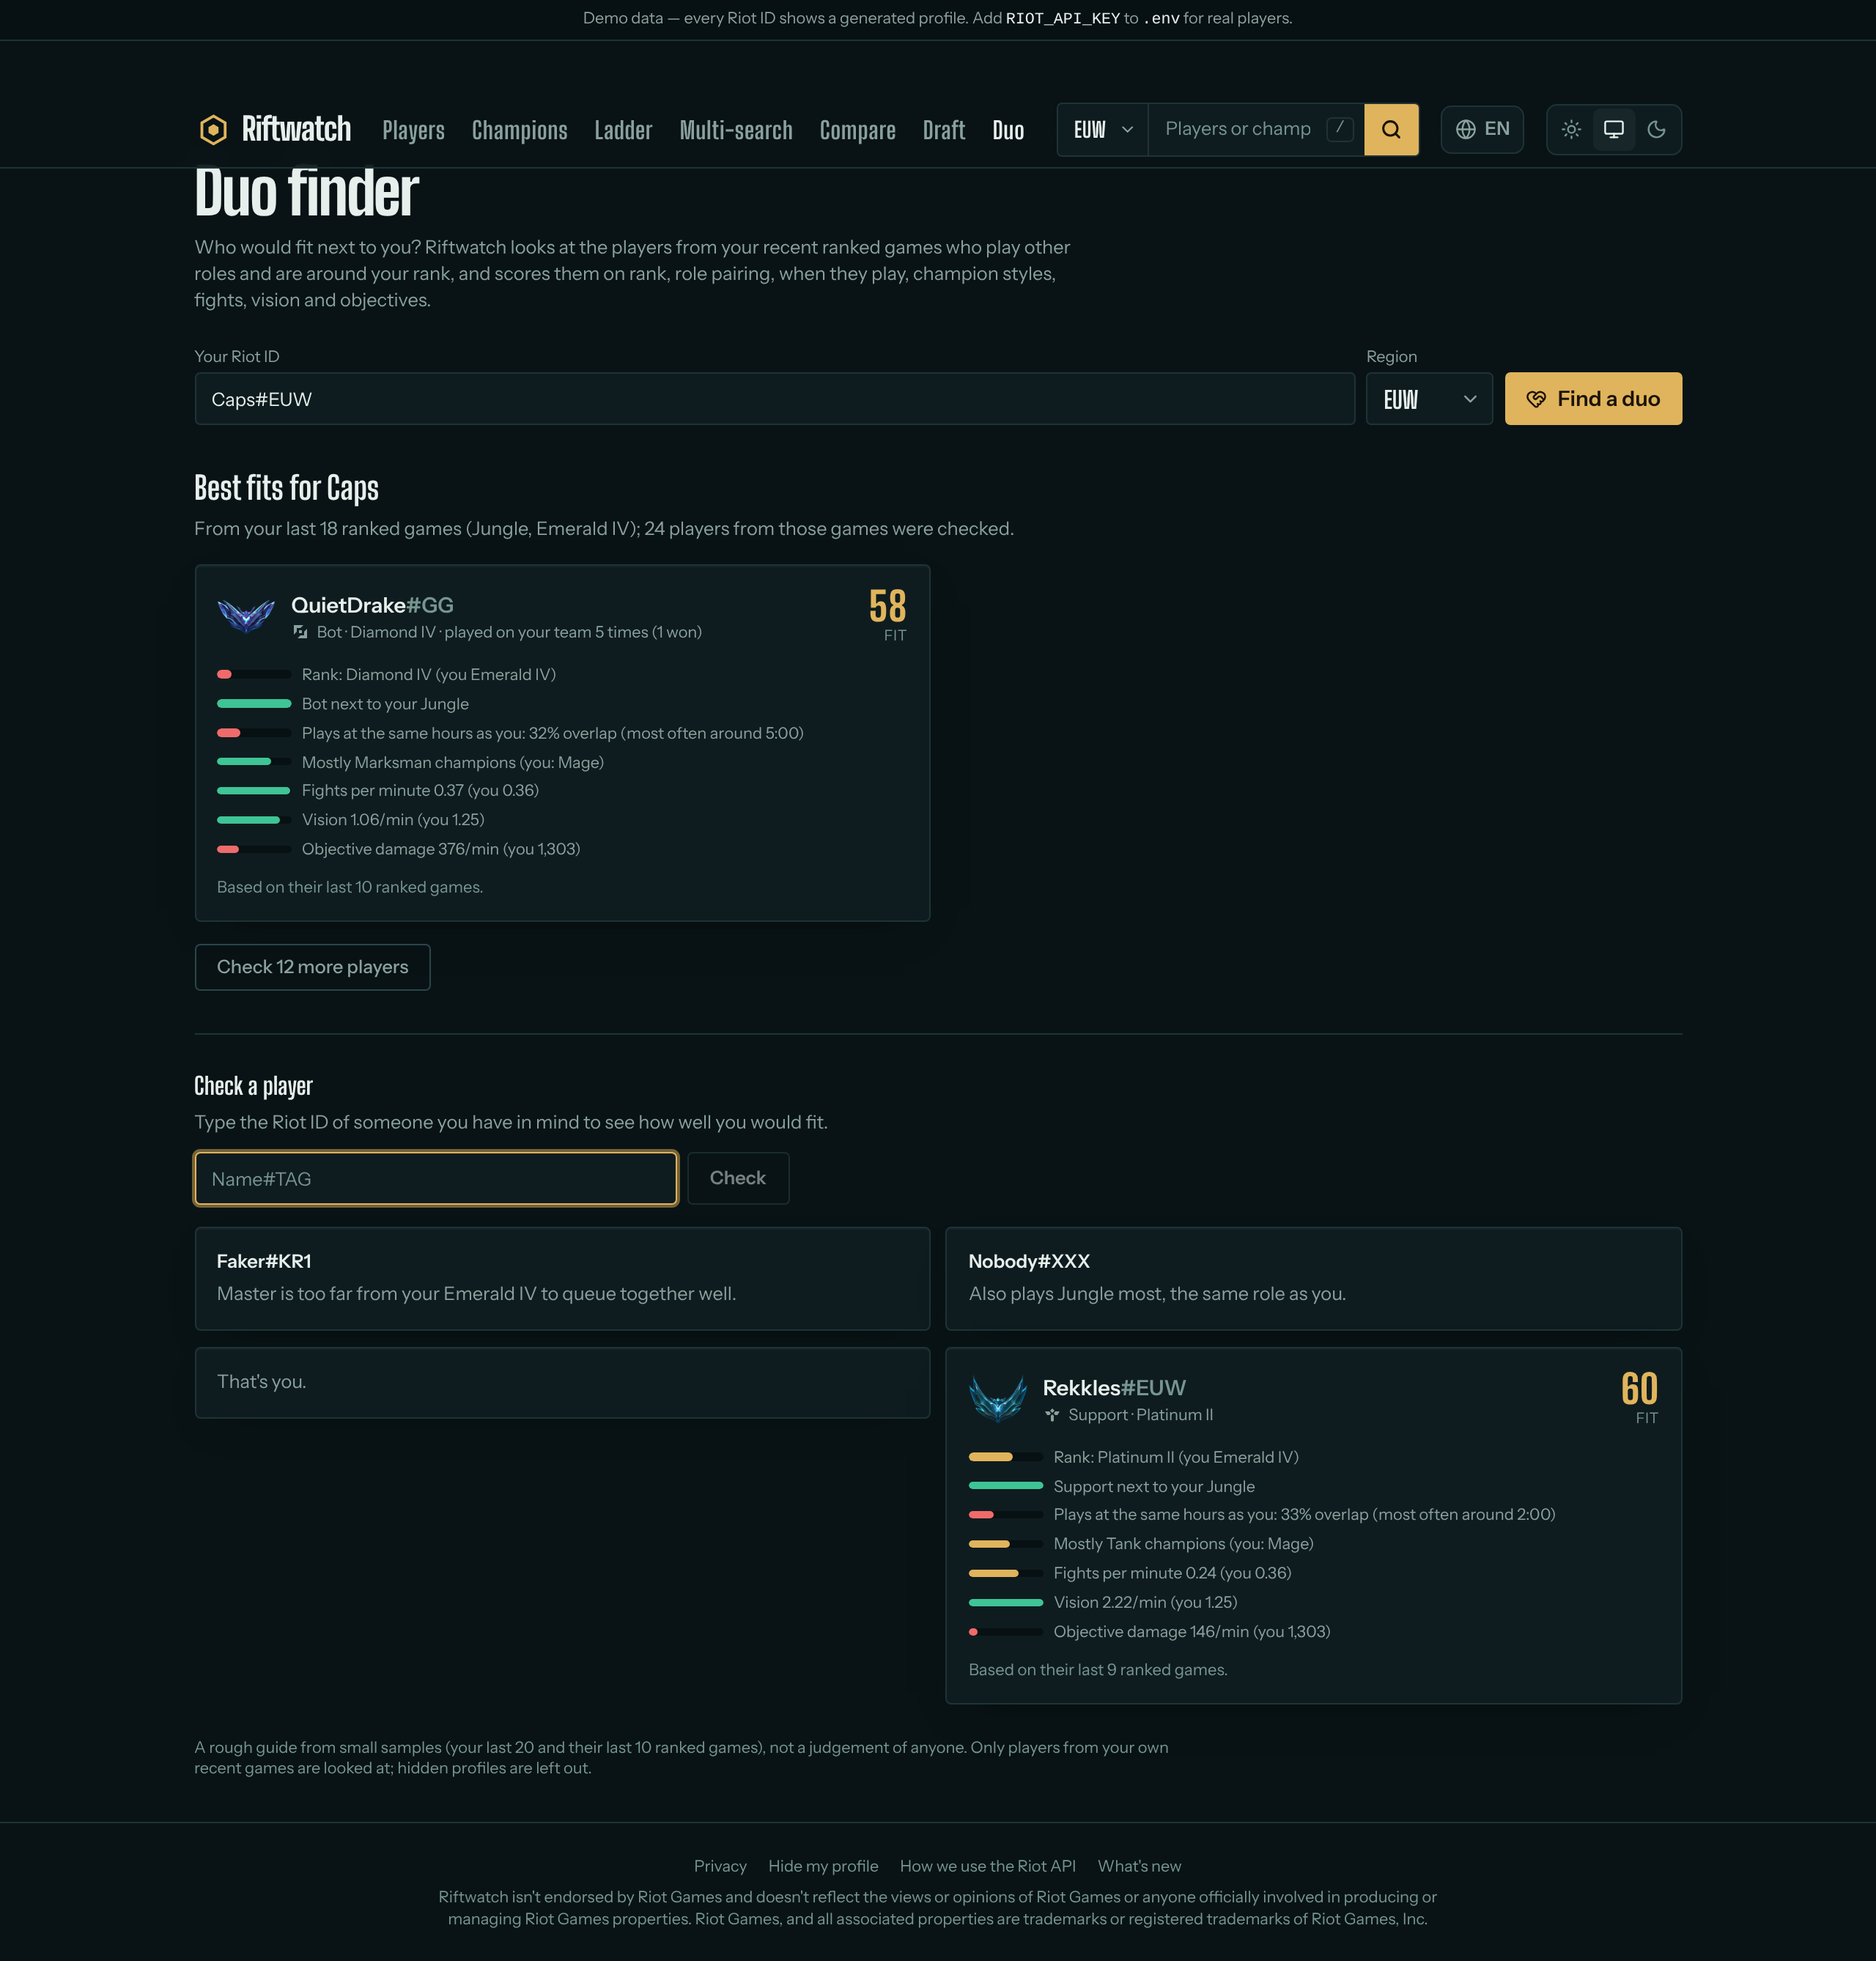 Demo data — every Riot ID shows a generated profile. Add RIOT_API_KEY to .env for real players.
Riftwatch Players Champions Ladder Multi-search Compare Draft Duo EUW Players or champ / EN
Duo finder
Who would fit next to you? Riftwatch looks at the players from your recent ranked games who play other
roles and are around your rank, and scores them on rank, role pairing, when they play, champion styles,
fights, vision and objectives.
Your Riot ID
Region
Caps#EUW
EUW
Find a duo
Best fits for Caps
From your last 18 ranked games (Jungle, Emerald IV); 24 players from those games were checked.
QuietDrake#GG
Bot · Diamond IV · played on your team 5 times (1 won)
58
FIT
Rank: Diamond IV (you Emerald IV)
Bot next to your Jungle
Plays at the same hours as you: 32% overlap (most often around 5:00)
Mostly Marksman champions (you: Mage)
Fights per minute 0.37 (you 0.36)
Vision 1.06/min (you 1.25)
Objective damage 376/min (you 1,303)
Based on their last 10 ranked games.
Check 12 more players
Check a player
Type the Riot ID of someone you have in mind to see how well you would fit.
Name#TAG
Check
Faker#KR1
Master is too far from your Emerald IV to queue together well.
Nobody#XXX
Also plays Jungle most, the same role as you.
That's you.
Rekkles#EUW
Support · Platinum II
60
FIT
Rank: Platinum II (you Emerald IV)
Support next to your Jungle
Plays at the same hours as you: 33% overlap (most often around 2:00)
Mostly Tank champions (you: Mage)
Fights per minute 0.24 (you 0.36)
Vision 2.22/min (you 1.25)
Objective damage 146/min (you 1,303)
Based on their last 9 ranked games.
A rough guide from small samples (your last 20 and their last 10 ranked games), not a judgement of anyone. Only players from your own
recent games are looked at; hidden profiles are left out.
Privacy Hide my profile How we use the Riot API What's new
Riftwatch isn't endorsed by Riot Games and doesn't reflect the views or opinions of Riot Games or anyone officially involved in producing or
managing Riot Games properties. Riot Games, and all associated properties are trademarks or registered trademarks of Riot Games, Inc.